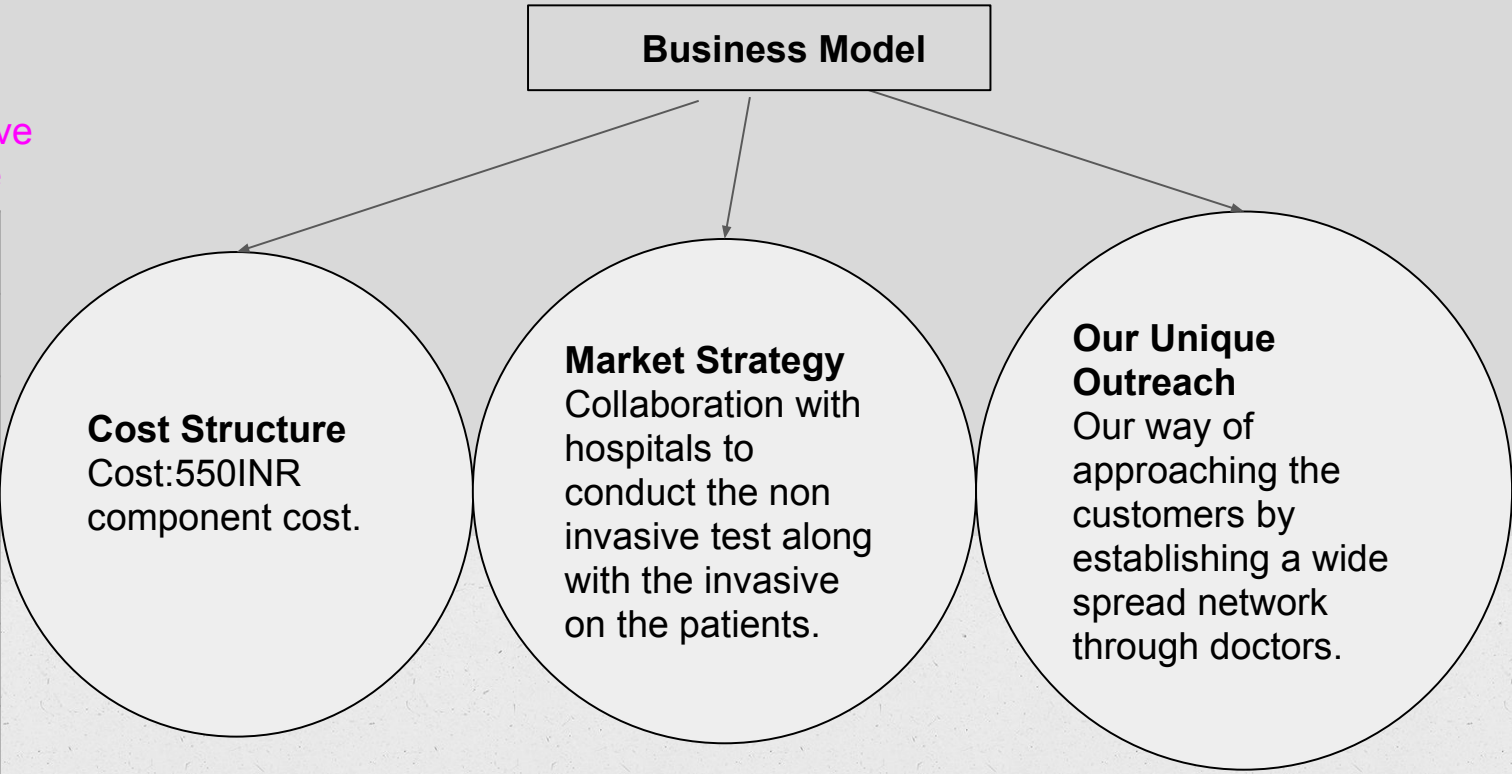 Business Model
ve
Cost Structure
Cost:550INR
component cost.
Market Strategy
Collaboration with
hospitals to
conduct the non
invasive test along
with the invasive
on the patients.
Our Unique
Outreach
Our way of
approaching the
customers by
establishing a wide
spread network
through doctors.